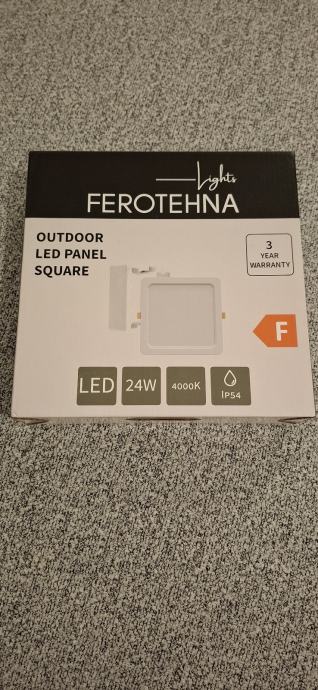 Lights
FEROTEHNA
OUTDOOR
LED PANEL
SQUARE
3
YEAR
WARRANTY
F
LED
24W
4000K
IP54